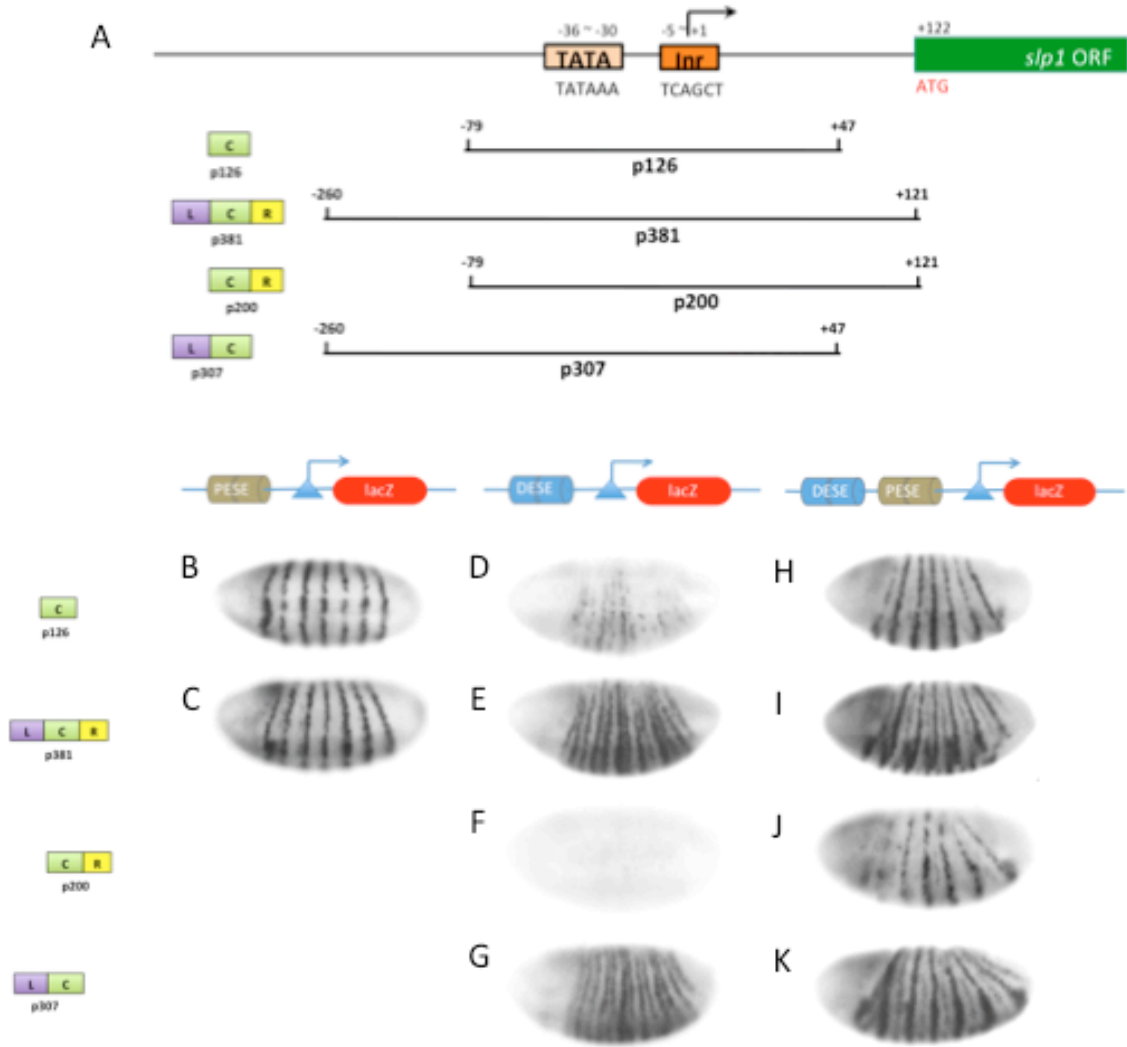 A
-36 ~ -30 -5 ~ +1 +122
TATA Inr slp1 ORF
TATAAA TCAGCT ATG
C -79 +47
p126 p126
L C R -260 +121
p381 p381
C R -79 +121
p200 p200
L C -260 +47
p307 p307
PESE lacZ DESE lacZ DESE PESE lacZ
B D H
C
p126
C E I
L C R
p381
F J
C R
p200
G K
L C
p307